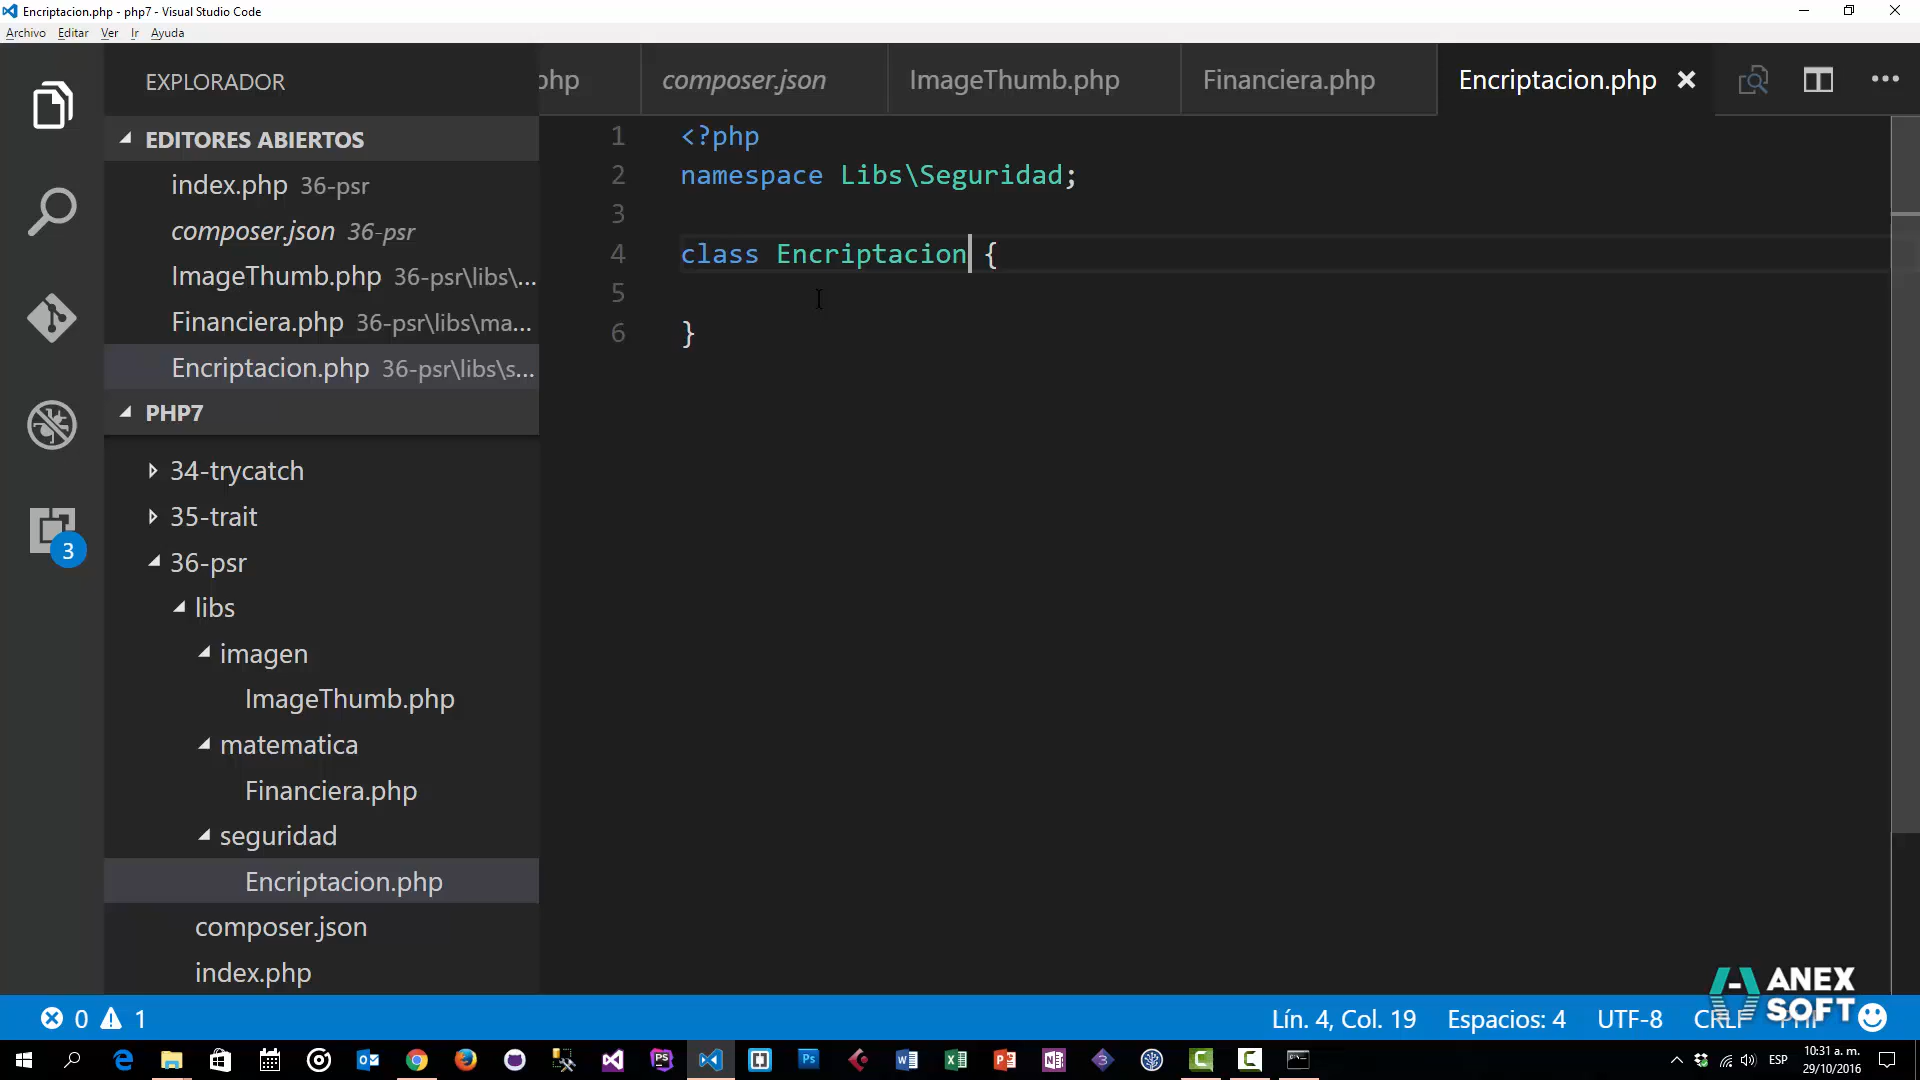 Encriptacion.php - php7 - Visual Studio Code
Archivo Editar Ver Ir Ayuda
EXPLORADOR
php composer.json ImageThumb.php Financiera.php Encriptacion.php
EDITORES ABIERTOS
index.php 36-psr
composer.json 36-psr
ImageThumb.php 36-psr\libs\...
Financiera.php 36-psr\libs\ma...
Encriptacion.php 36-psr\libs\s...
PHP7
34-trycatch
35-trait
36-psr
libs
imagen
ImageThumb.php
matematica
Financiera.php
seguridad
Encriptacion.php
composer.json
index.php
3
1 <?php
2 namespace Libs\Seguridad;
3
4 class Encriptacion {
5
6 }
ANEX
SOFT
0 1 Lín. 4, Col. 19 Espacios: 4 UTF-8 CRLF PHP
ESP 10:31 a. m.
29/10/2016